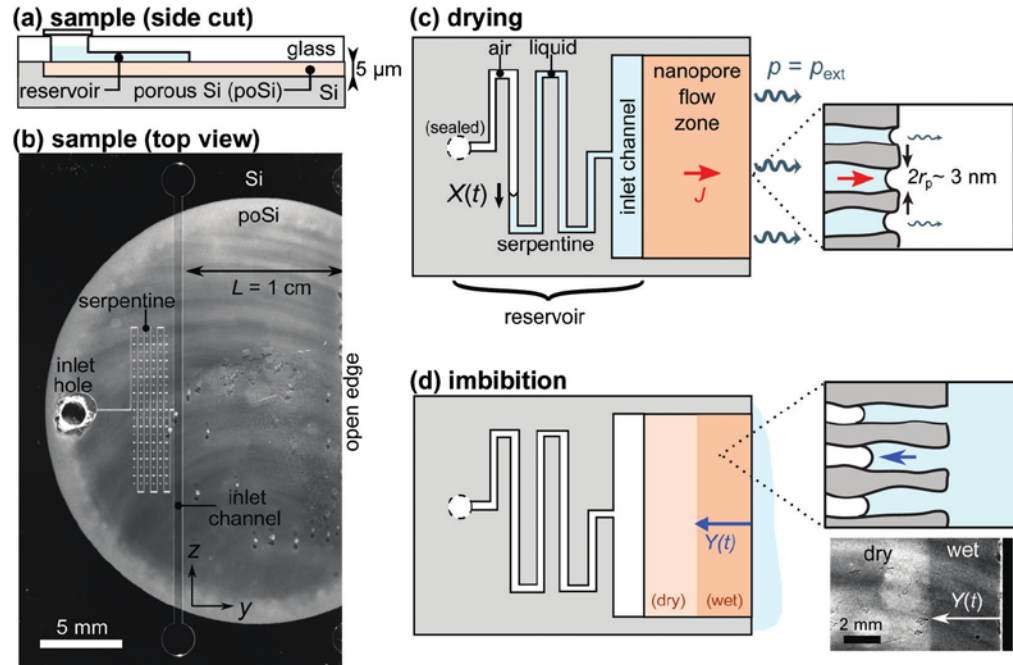 (a) sample (side cut)
glass
5 μm
reservoir
porous Si (poSi)
Si
(b) sample (top view)
Si
poSi
L = 1 cm
serpentine
inlet
hole
open edge
inlet
channel
z
y
5 mm
(c) drying
air
liquid
(sealed)
X(t)
serpentine
inlet channel
nanopore
flow
zone
J
p = pext
2rp~ 3 nm
reservoir
(d) imbibition
Y(t)
(dry)
(wet)
dry
wet
Y(t)
2 mm